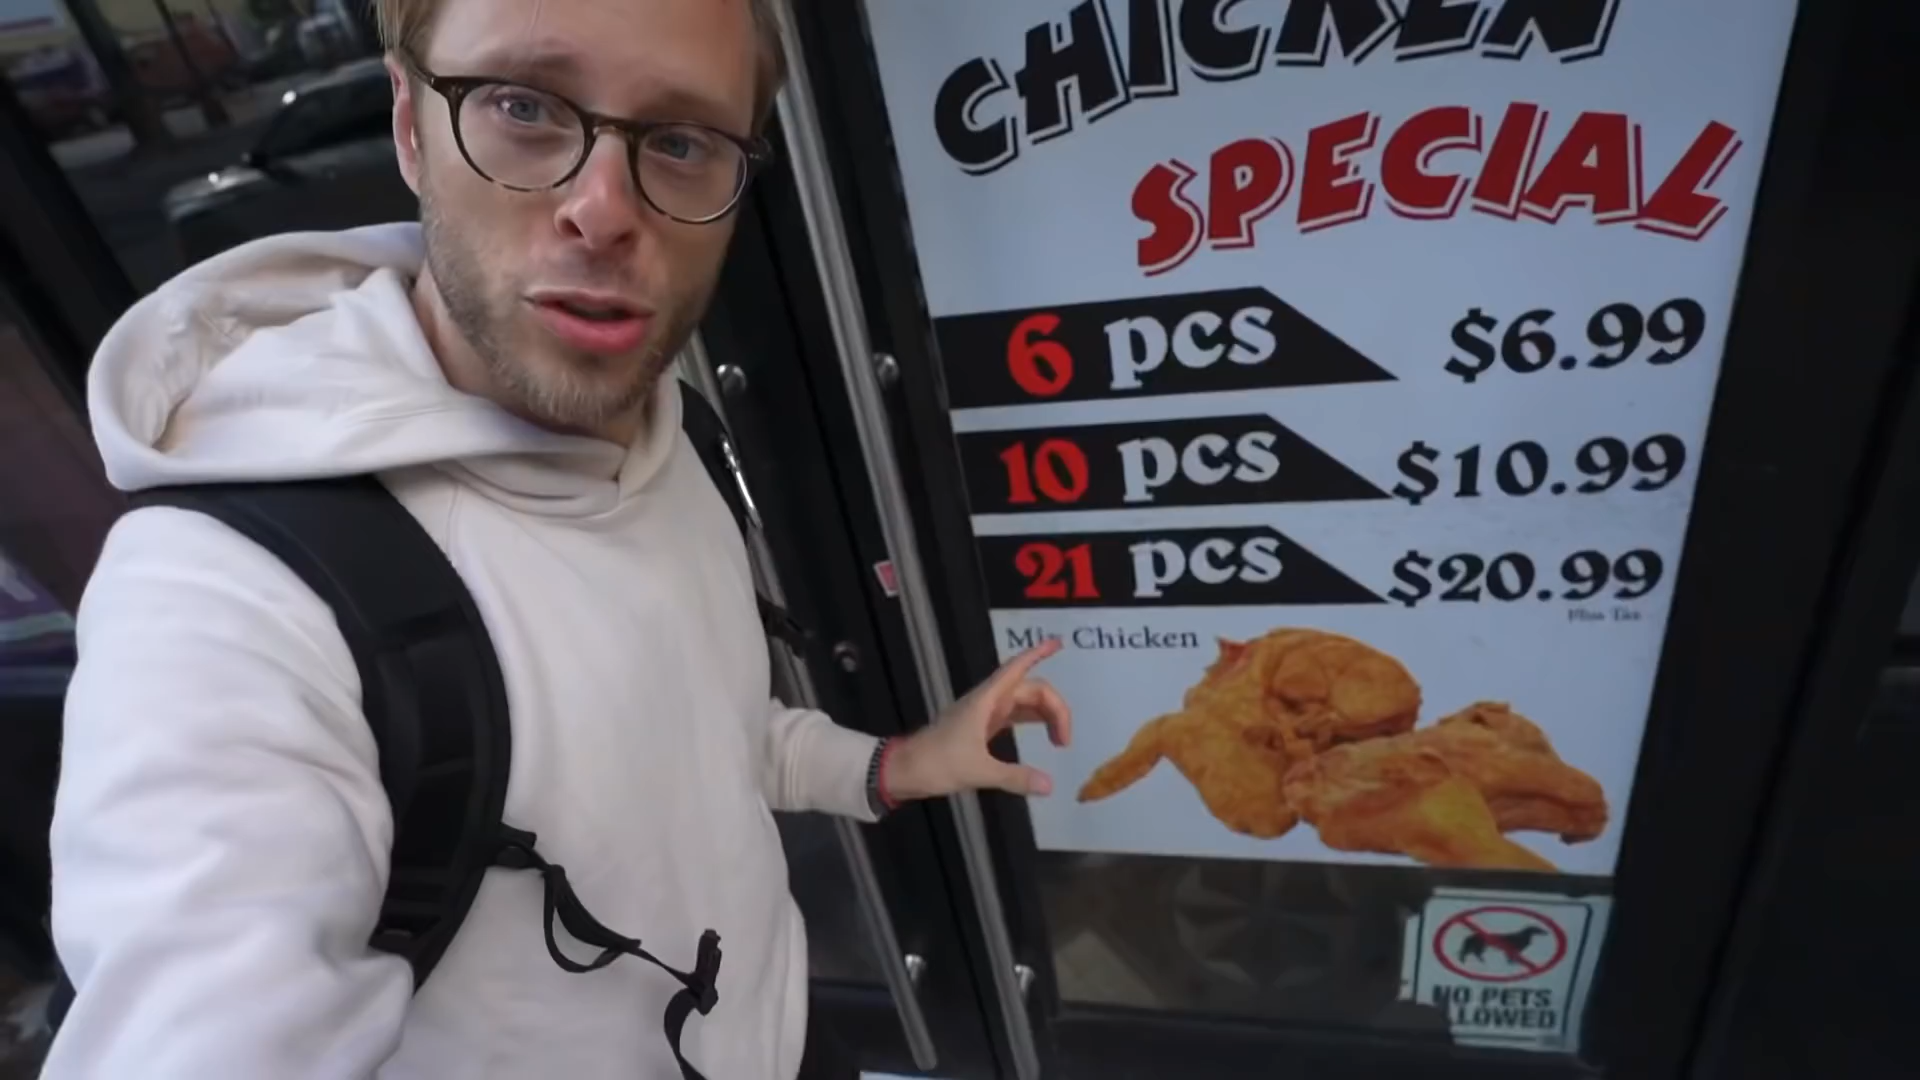 CHICKEN
SPECIAL
6 pcs $6.99
10 pcs $10.99
21 pcs $20.99
Plus Tax
Mix Chicken
NO PETS
LLOWED